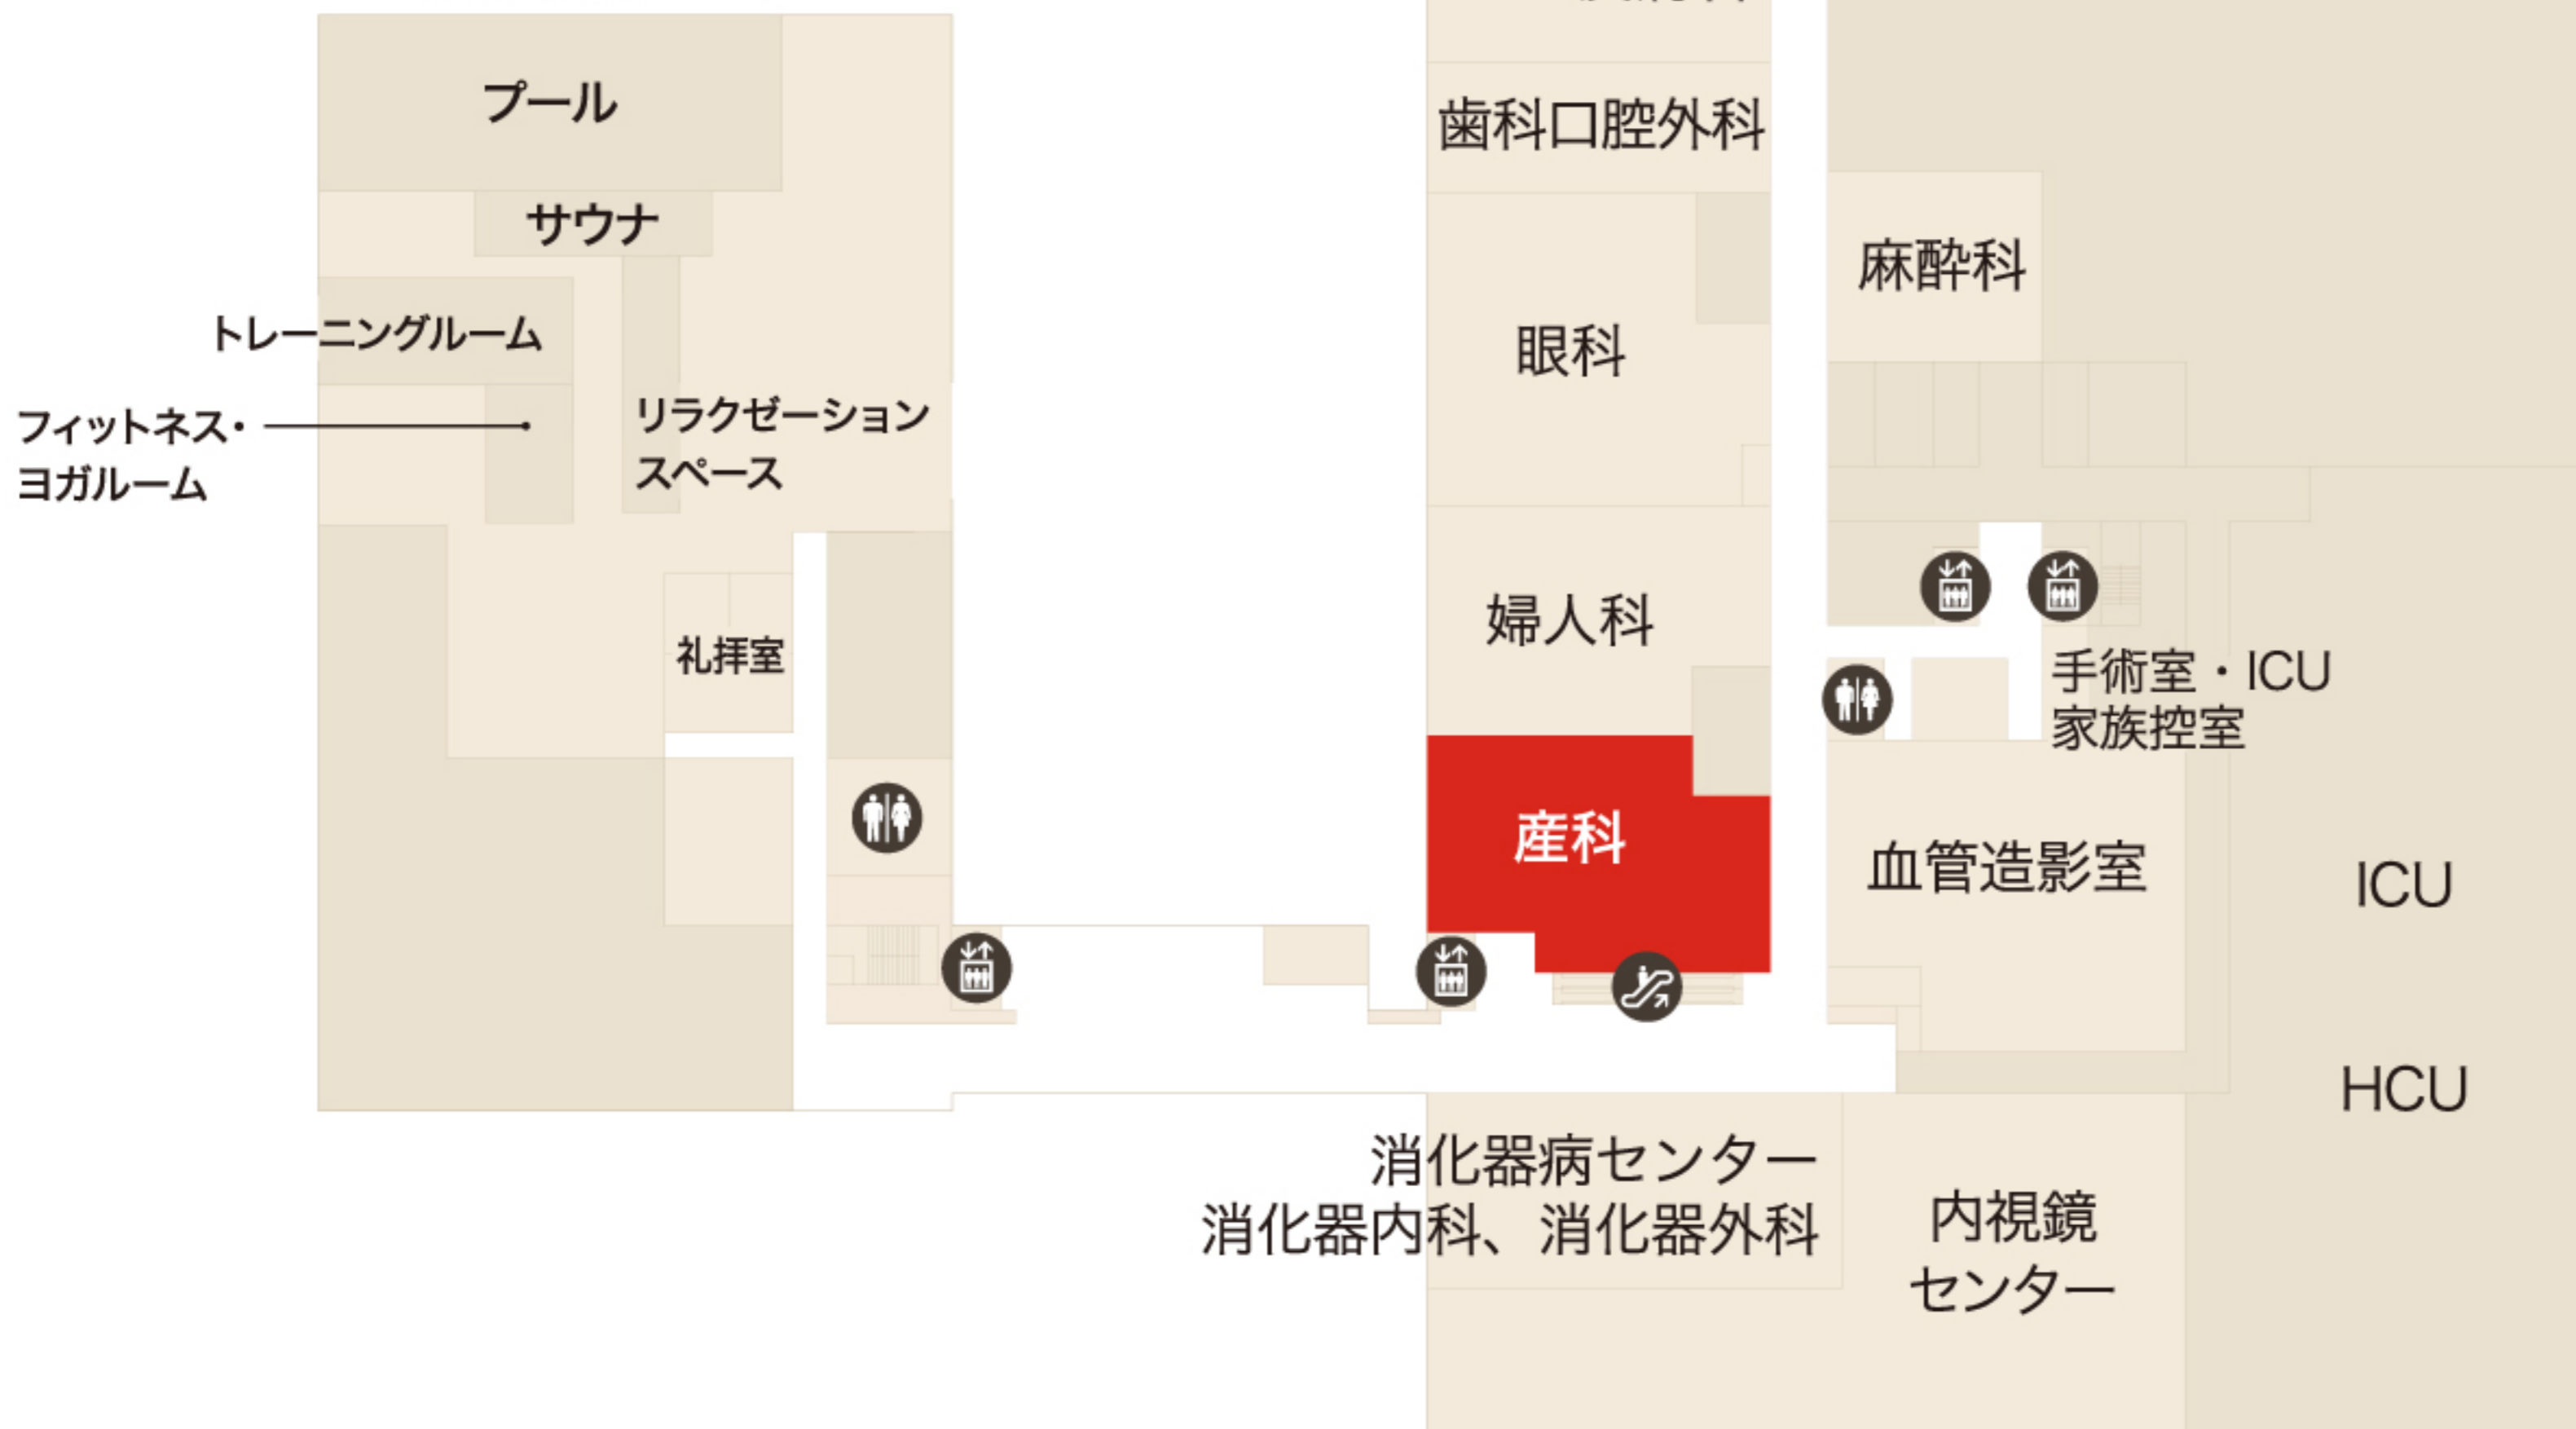 プール
サウナ
トレーニングルーム
フィットネス・
ヨガルーム
リラクゼーション
スペース
礼拝室
歯科口腔外科
眼科
婦人科
産科
麻酔科
手術室・ICU
家族控室
血管造影室
ICU
HCU
消化器病センター
消化器内科、消化器外科
内視鏡
センター